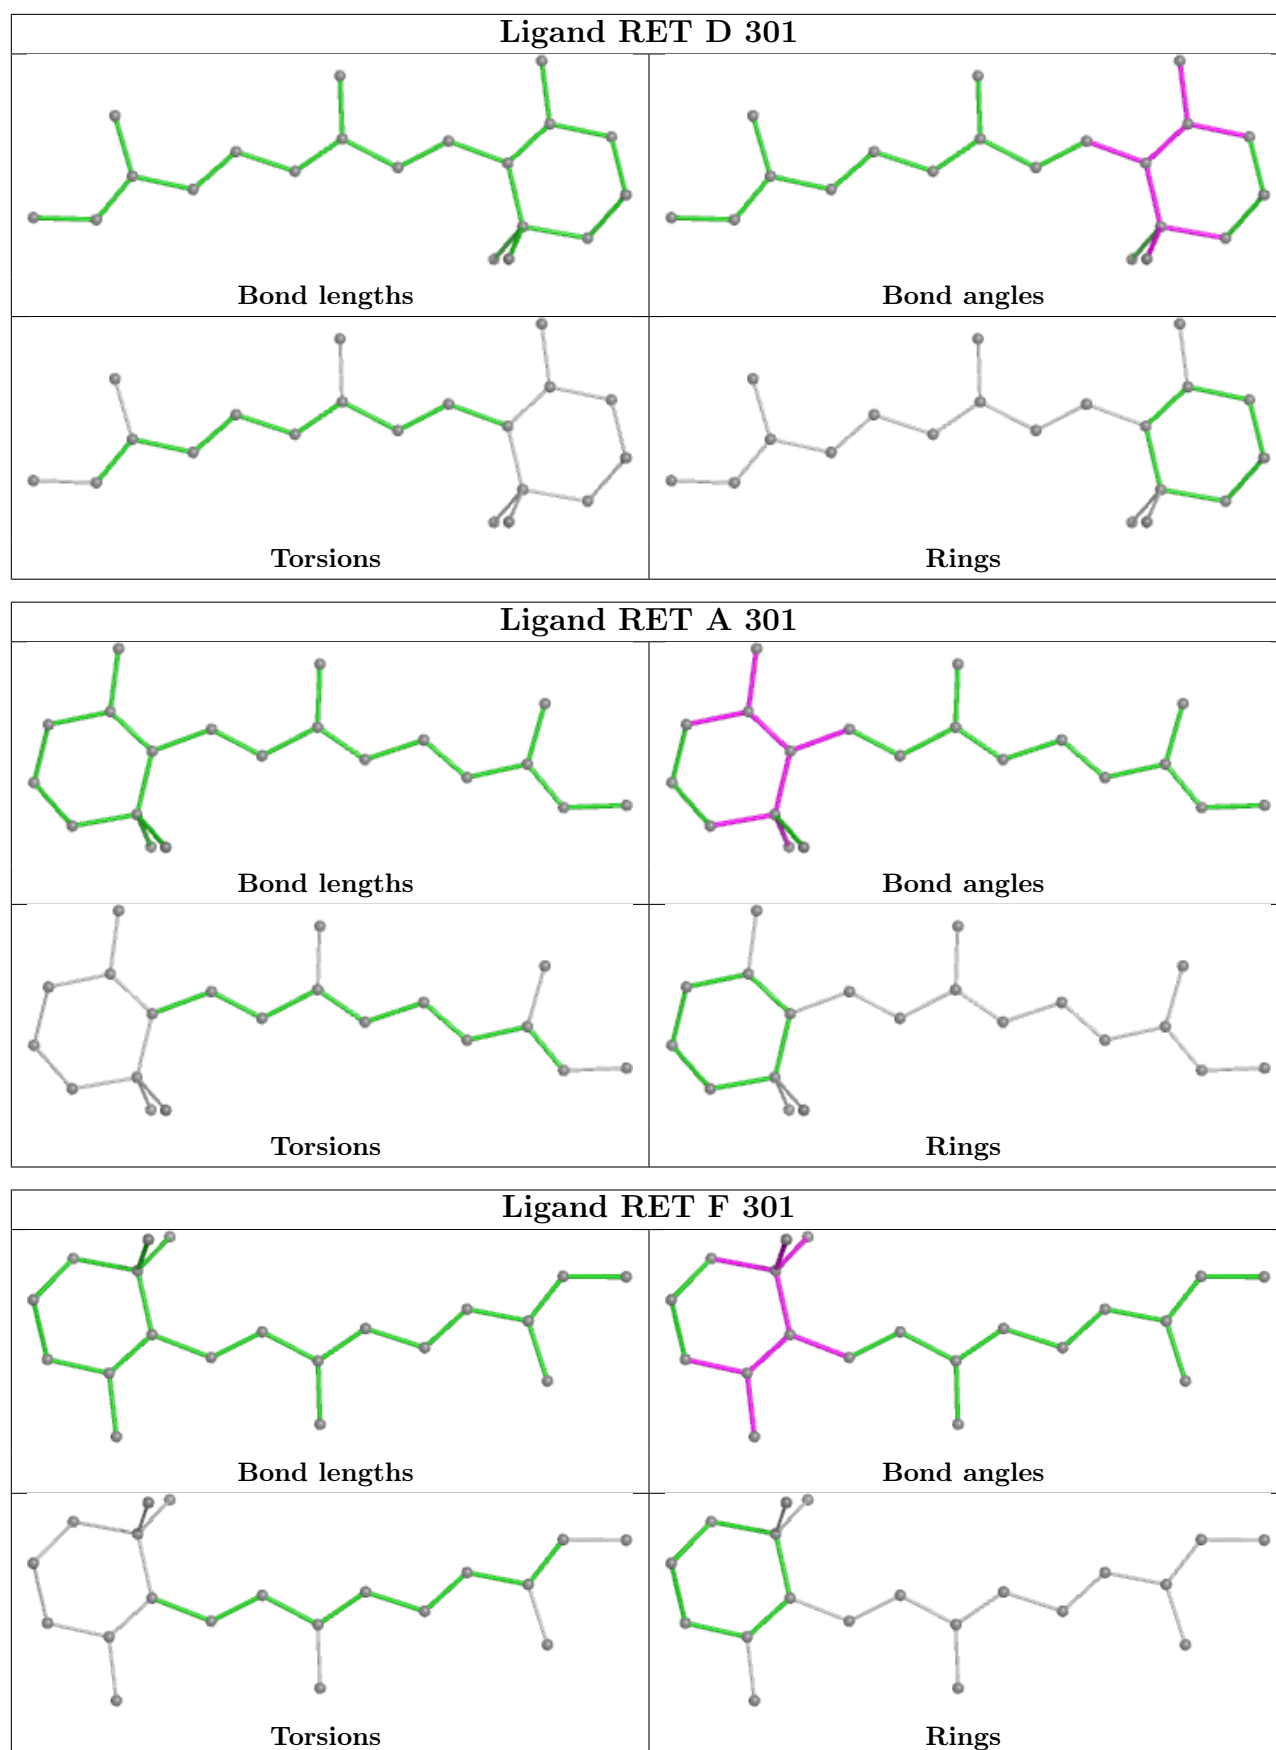 Ligand RET D 301
Bond lengths
Bond angles
Torsions
Rings
Ligand RET A 301
Bond lengths
Bond angles
Torsions
Rings
Ligand RET F 301
Bond lengths
Bond angles
Torsions
Rings